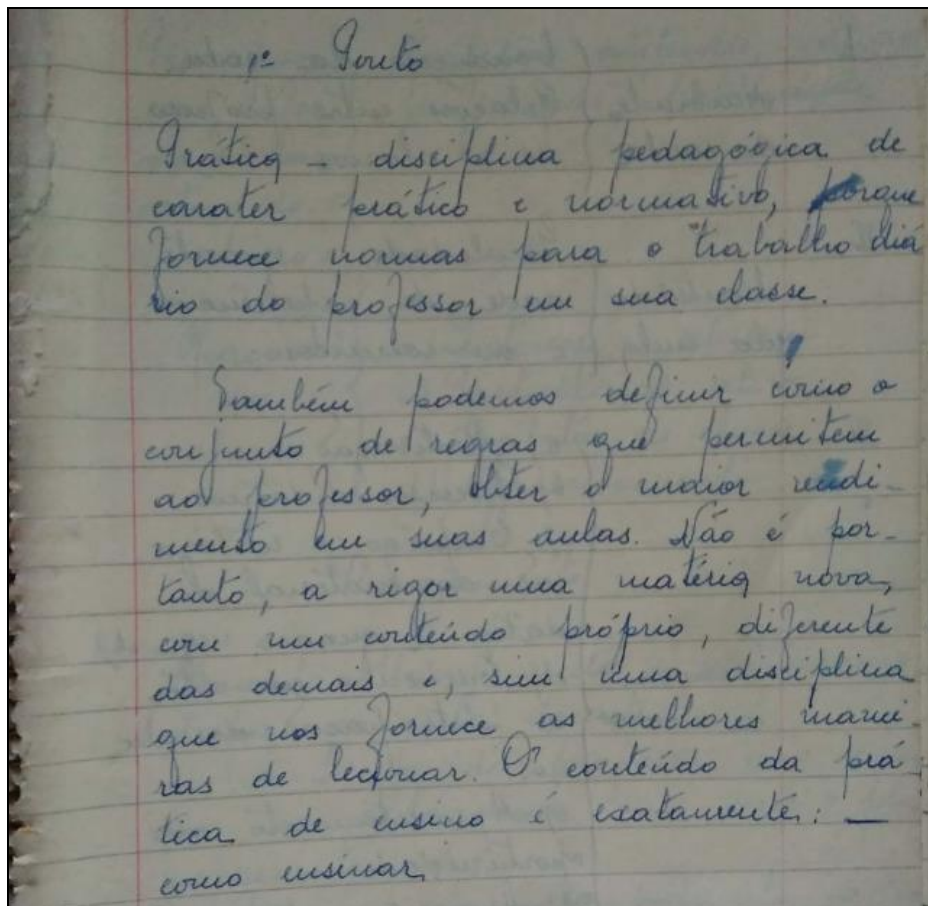 1º Ponto
Prática - disciplina pedagógica de
carater prático e normativo, porque
fornece normas para o trabalho diá
rio do professor em sua classe.
Também podemos definir como o
conjunto de regras que permitem
ao professor, obter o maior rendi-
mento em suas aulas. Não é por-
tanto, a rigor uma matéria nova,
com um conteúdo próprio, diferente
das demais e, sim uma disciplina
que nos fornece as melhores manei-
ras de lecionar. O conteúdo da prá
tica de ensino é exatamente: —
como ensinar.